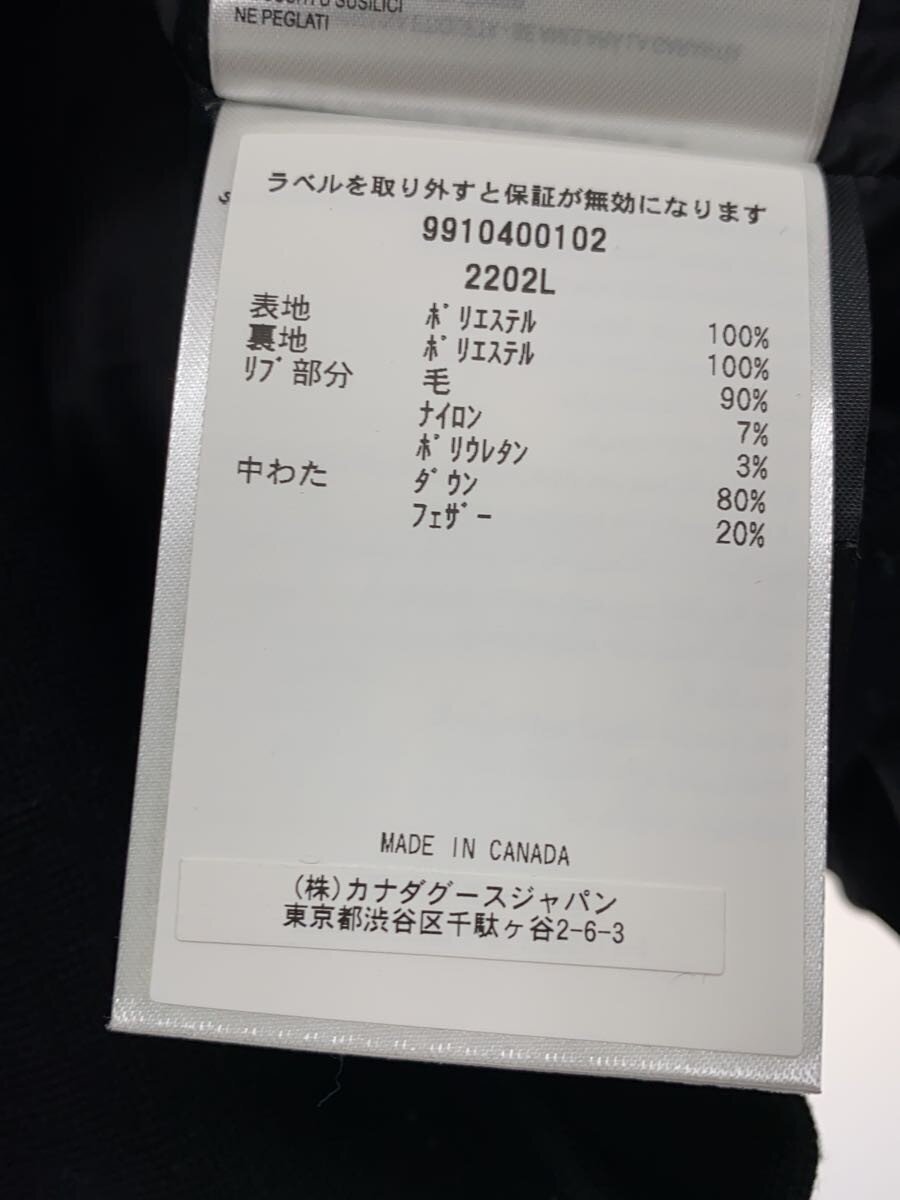 NE PEGLATI
ラベルを取り外すと保証が無効になります
9910400102
2202L
表地 ポリエステル 100%
裏地 ポリエステル 100%
リブ部分 毛 90%
ナイロン 7%
ポリウレタン 3%
中わた ダウン 80%
フェザー 20%
MADE IN CANADA
(株)カナダグースジャパン
東京都渋谷区千駄ヶ谷2-6-3